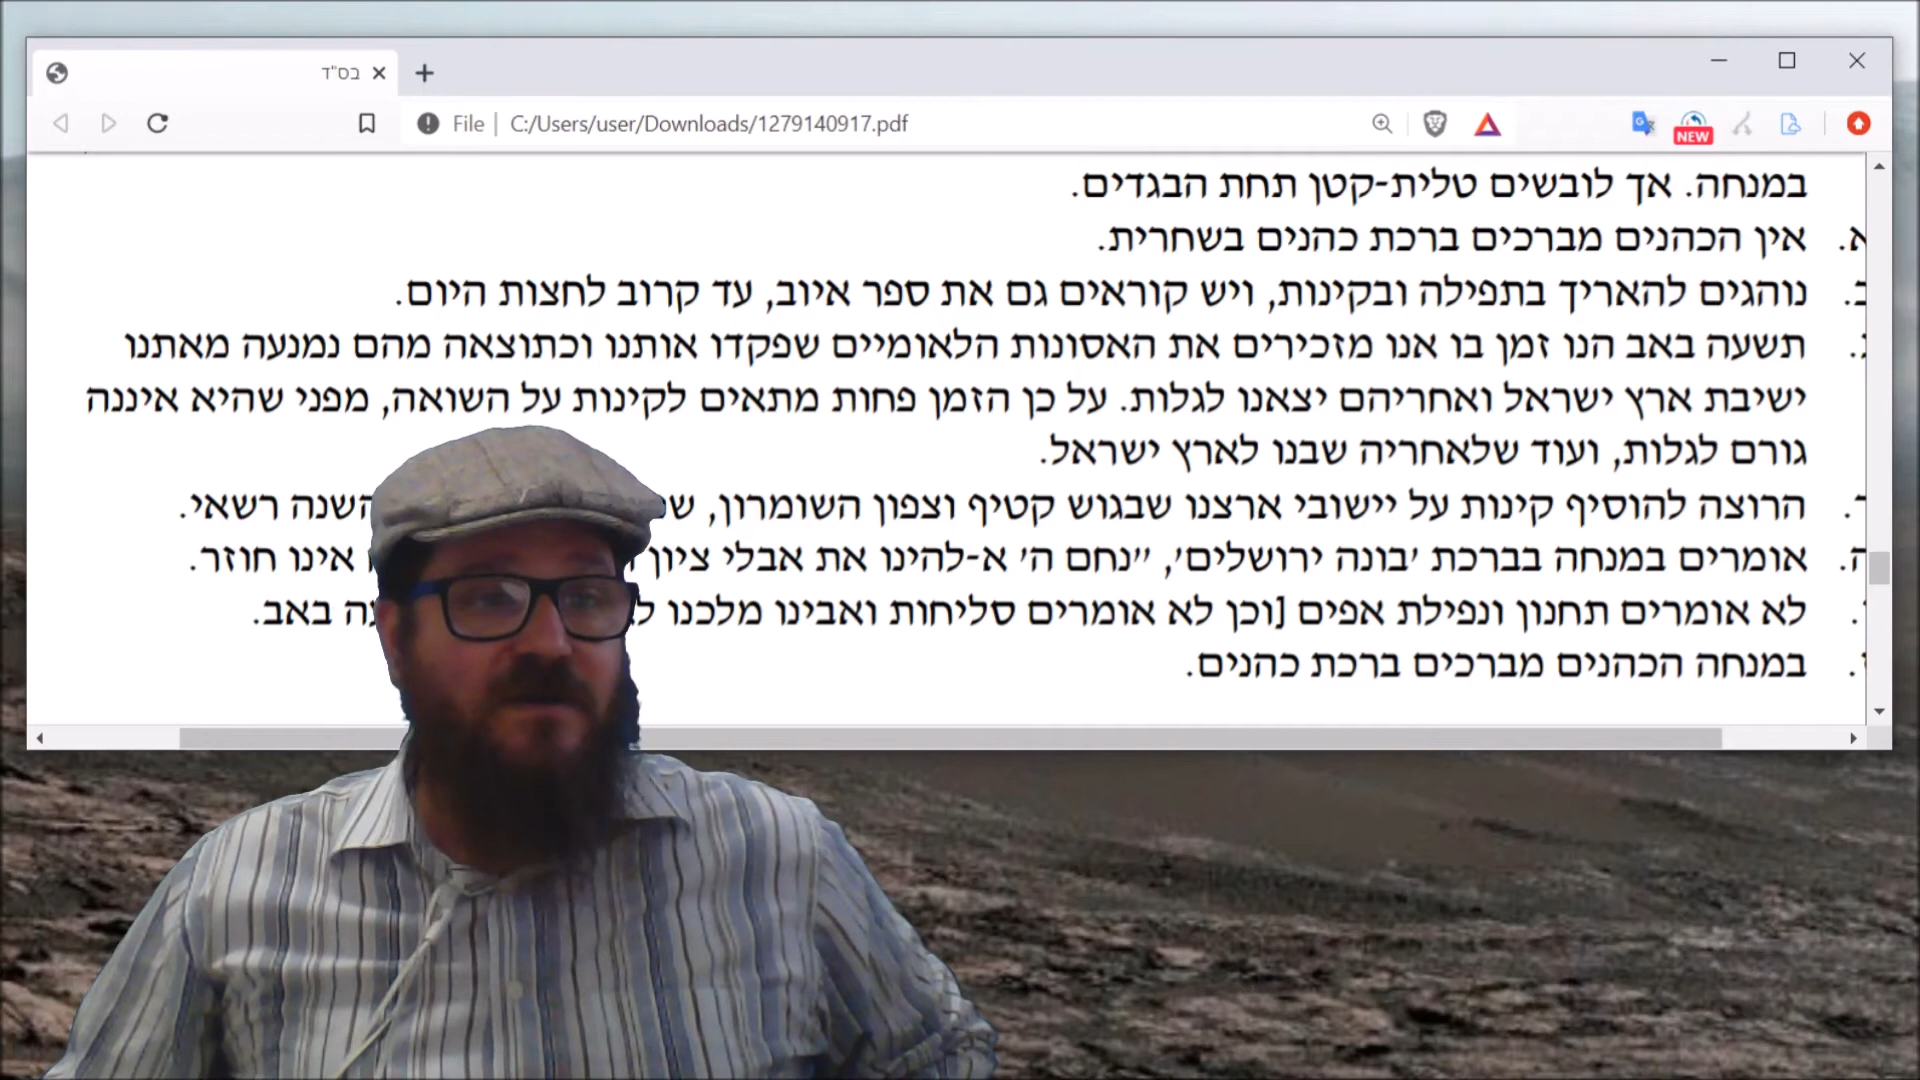 בס"ד
File
C:/Users/user/Downloads/1279140917.pdf
NEW
במנחה. אך לובשים טלית-קטן תחת הבגדים.
אין הכהנים מברכים ברכת כהנים בשחרית.
נוהגים להאריך בתפילה ובקינות, ויש קוראים גם את ספר איוב, עד קרוב לחצות היום.
תשעה באב הנו זמן בו אנו מזכירים את האסונות הלאומיים שפקדו אותנו וכתוצאה מהם נמנעה מאתנו
ישיבת ארץ ישראל ואחריהם יצאנו לגלות. על כן הזמן פחות מתאים לקינות על השואה, מפני שהיא איננה
גורם לגלות, ועוד שלאחריה שבנו לארץ ישראל.
הרוצה להוסיף קינות על יישובי ארצנו שבגוש קטיף וצפון השומרון, השנה רשאי.
ה. אומרים במנחה בברכת 'בונה ירושלים', ״נחם ה' א-להינו את אבלי ציון אינו חוזר.
לא אומרים תחנון ונפילת אפים [וכן לא אומרים סליחות ואבינו מלכנו באב.
במנחה הכהנים מברכים ברכת כהנים.